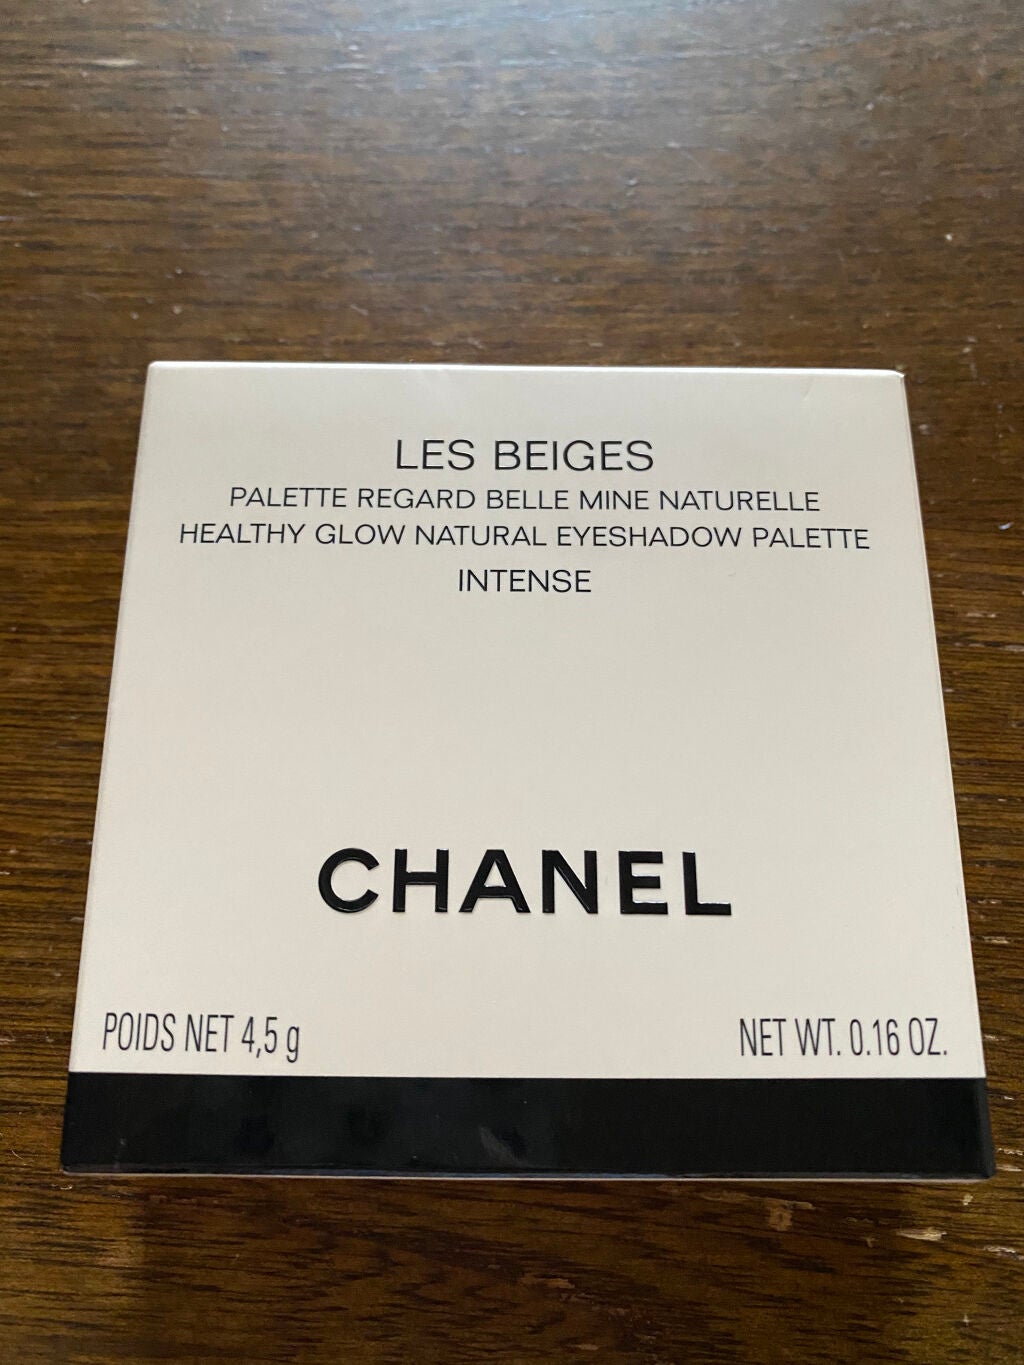 LES BEIGES
PALETTE REGARD BELLE MINE NATURELLE
HEALTHY GLOW NATURAL EYESHADOW PALETTE
INTENSE
CHANEL
POIDS NET 4,5 g
NET WT. 0.16 OZ.